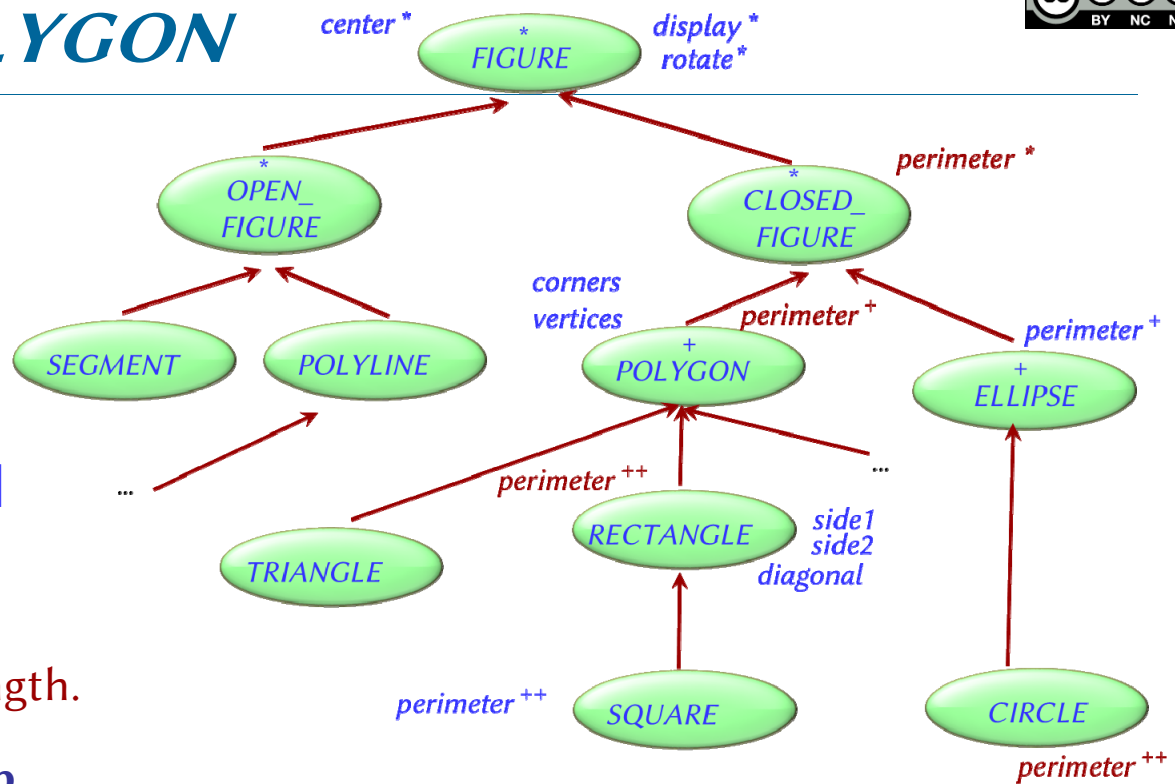 LYGON
BY NC N
center *
*
FIGURE
display *
rotate *
*
OPEN_
FIGURE
*
CLOSED_
FIGURE
perimeter *
SEGMENT
POLYLINE
corners
vertices
perimeter +
+
POLYGON
perimeter +
+
ELLIPSE
...
perimeter ++
...
TRIANGLE
RECTANGLE
side1
side2
diagonal
gth.
perimeter ++
SQUARE
CIRCLE
perimeter ++